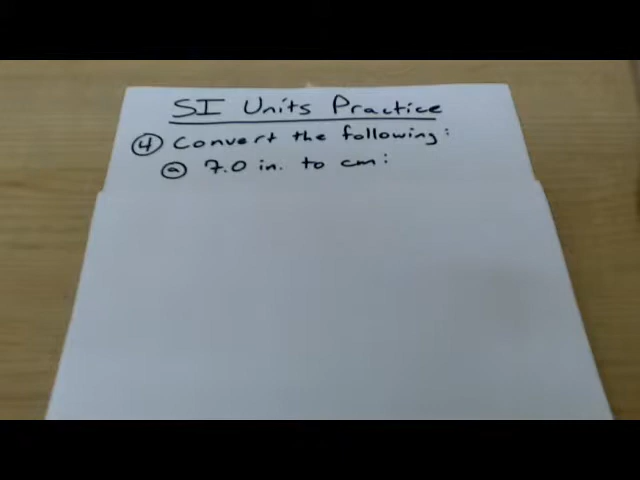 SI Units Practice
④ Convert the following:
ⓐ 7.0 in. to cm: